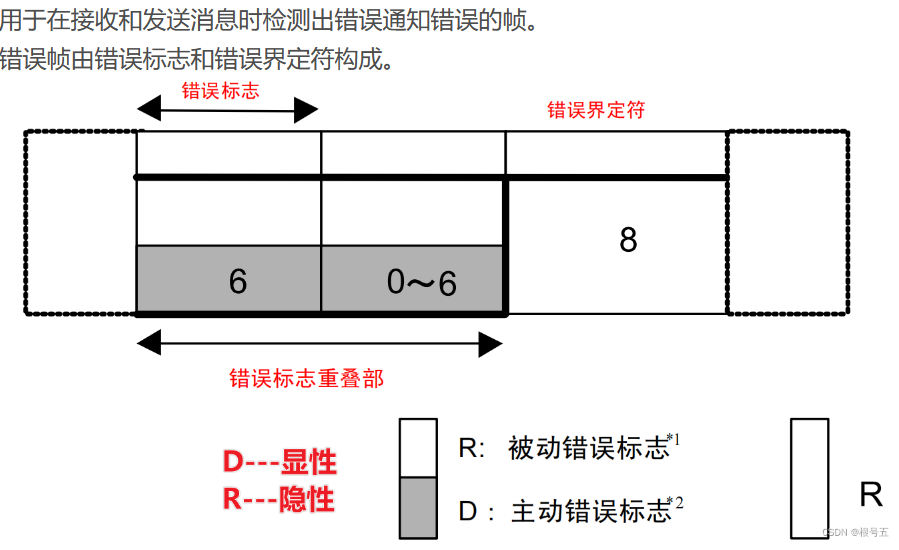 用于在接收和发送消息时检测出错误通知错误的帧。
错误帧由错误标志和错误界定符构成。
错误标志
错误界定符
6
0～6
8
错误标志重叠部
D---显性
R---隐性
R: 被动错误标志*1
D：主动错误标志*2
R
CSDN @根号五